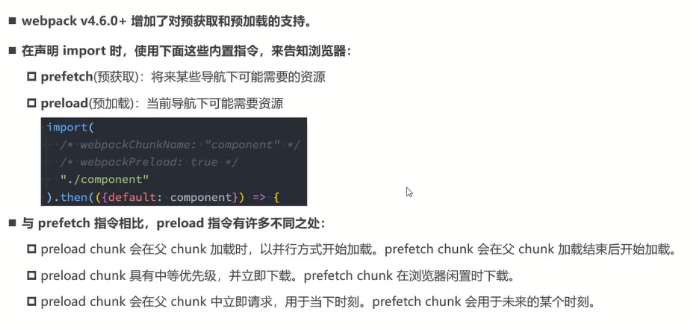 webpack v4.6.0+ 增加了对预获取和预加载的支持。
在声明 import 时，使用下面这些内置指令，来告知浏览器：
prefetch(预获取)：将来某些导航下可能需要的资源
preload(预加载)：当前导航下可能需要资源
import(
/* webpackChunkName: "component" */
/* webpackPreload: true */
"./component"
).then(({default: component}) => {
与 prefetch 指令相比，preload 指令有许多不同之处：
preload chunk 会在父 chunk 加载时，以并行方式开始加载。prefetch chunk 会在父 chunk 加载结束后开始加载。
preload chunk 具有中等优先级，并立即下载。prefetch chunk 在浏览器闲置时下载。
preload chunk 会在父 chunk 中立即请求，用于当下时刻。prefetch chunk 会用于未来的某个时刻。